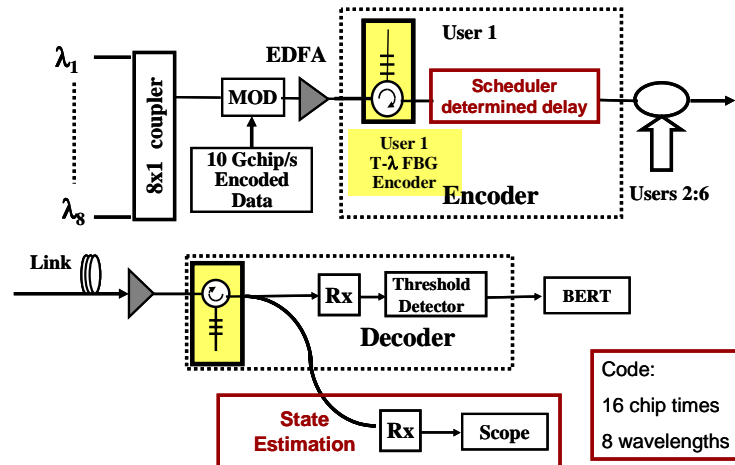 λ1
λ8
8x1 coupler
MOD
10 Gchip/s
Encoded
Data
EDFA
User 1
Scheduler
determined delay
User 1
T-λ FBG
Encoder
Encoder
Users 2:6
Link
Rx
Threshold
Detector
BERT
Decoder
State
Estimation
Rx
Scope
Code:
16 chip times
8 wavelengths